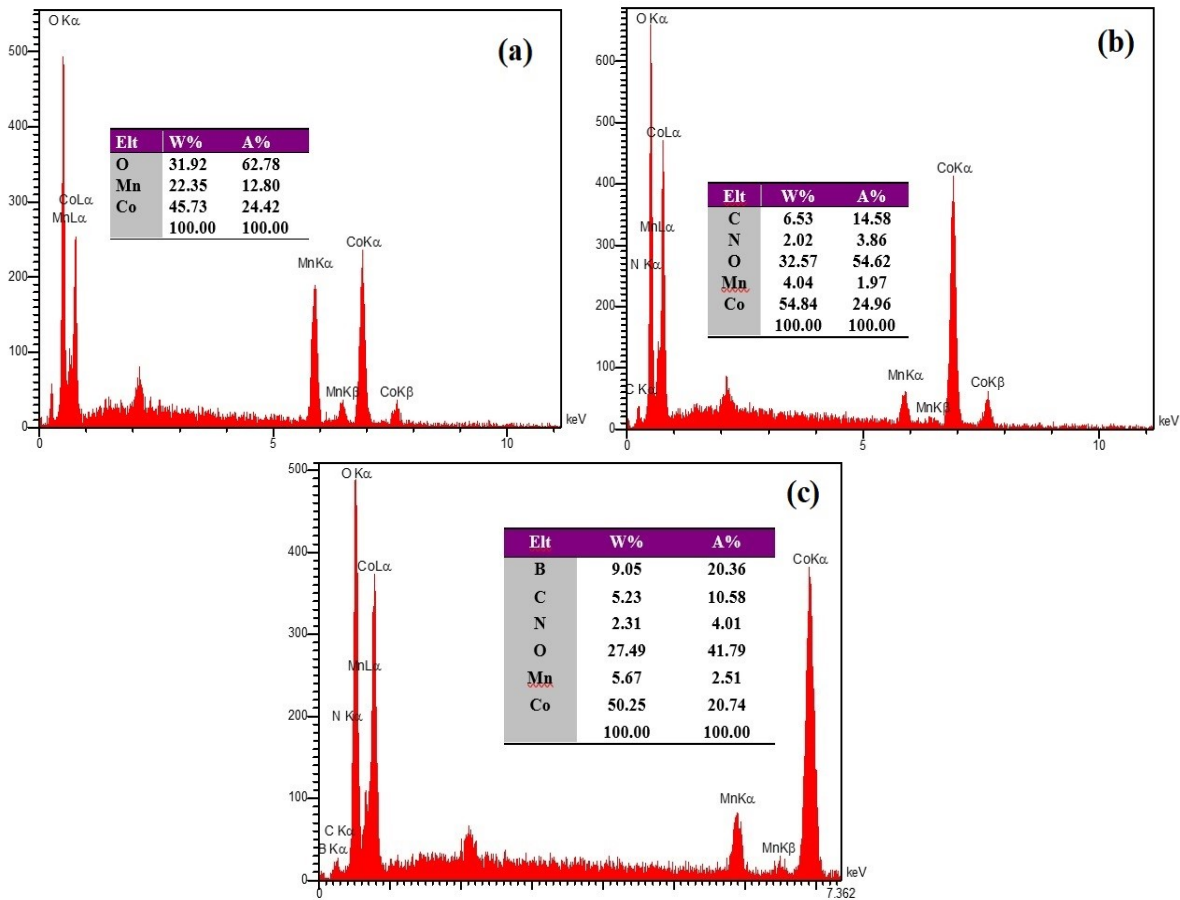 O Kα
(a)
500
400
300
200
100
0
CoLα
MnLα
Elt W% A%
O 31.92 62.78
Mn 22.35 12.80
Co 45.73 24.42
100.00 100.00
MnKα
CoKα
MnKβ
CoKβ
keV
0 5 10
O Kα
(b)
600
500
400
300
200
100
0
CoLα
MnLα
N Kα
C Kα
Elt W% A%
C 6.53 14.58
N 2.02 3.86
O 32.57 54.62
Mn 4.04 1.97
Co 54.84 24.96
100.00 100.00
CoKα
MnKα
MnKβ
CoKβ
keV
0 5 10
O Kα
(c)
500
400
300
200
100
0
CoLα
MnLα
N Kα
C Kα
B Kα
Elt W% A%
B 9.05 20.36
C 5.23 10.58
N 2.31 4.01
O 27.49 41.79
Mn 5.67 2.51
Co 50.25 20.74
100.00 100.00
CoKα
MnKα
MnKβ
keV
0 7.362